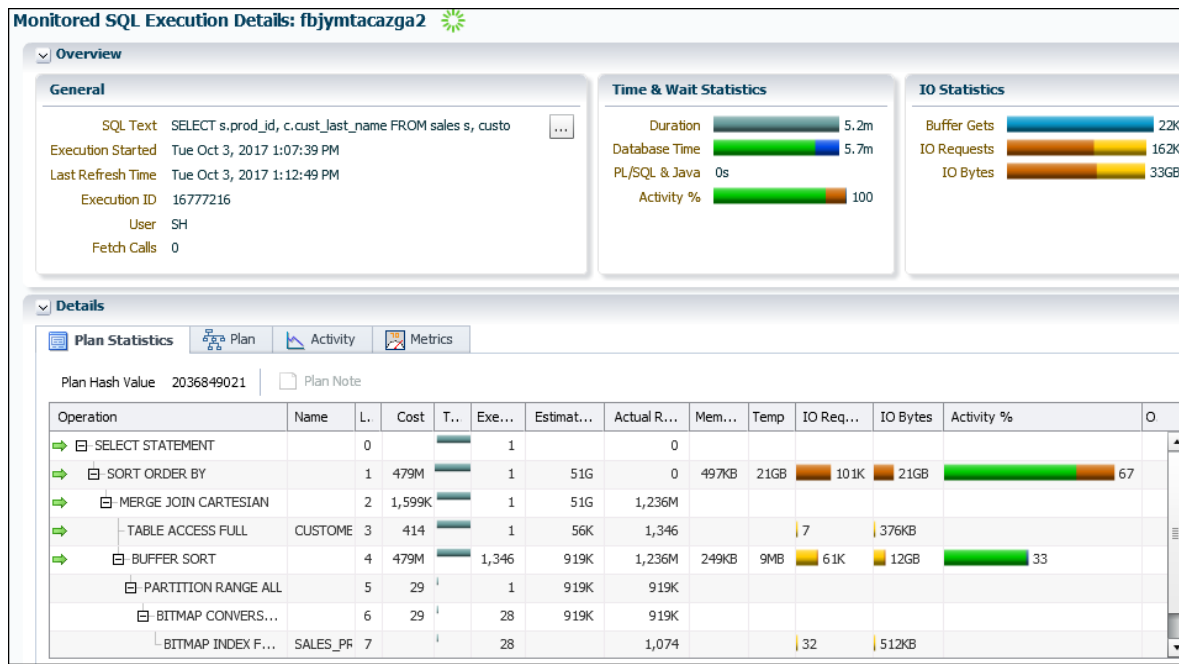 Monitored SQL Execution Details: fbjymtacazga2
Overview
General
SQL Text SELECT s.prod_id, c.cust_last_name FROM sales s, custo ...
Execution Started Tue Oct 3, 2017 1:07:39 PM
Last Refresh Time Tue Oct 3, 2017 1:12:49 PM
Execution ID 16777216
User SH
Fetch Calls 0
Time & Wait Statistics
Duration 5.2m
Database Time 5.7m
PL/SQL & Java 0s
Activity % 100
IO Statistics
Buffer Gets 22K
IO Requests 162K
IO Bytes 33GB
Details
Plan Statistics Plan Activity Metrics
Plan Hash Value 2036849021 Plan Note
Operation Name L.. Cost T... Exe... Estimat... Actual R... Mem... Temp IO Req... IO Bytes Activity % O
SELECT STATEMENT 0 1 0
SORT ORDER BY 1 479M 1 51G 0 497KB 21GB 101K 21GB 67
MERGE JOIN CARTESIAN 2 1,599K 1 51G 1,236M
TABLE ACCESS FULL CUSTOME 3 414 1 56K 1,346 7 376KB
BUFFER SORT 4 479M 1,346 919K 1,236M 249KB 9MB 61K 12GB 33
PARTITION RANGE ALL 5 29 1 919K 919K
BITMAP CONVERS... 6 29 28 919K 919K
BITMAP INDEX F... SALES_PR 7 28 1,074 32 512KB